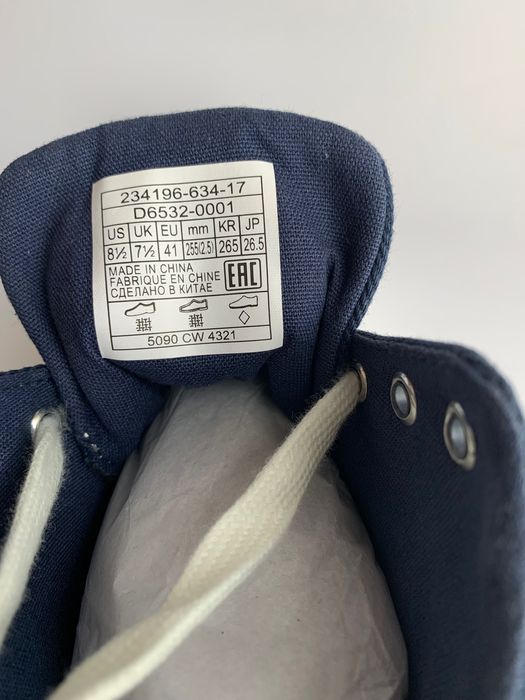 234196-634-17
D6532-0001
US UK EU mm KR JP
8½ 7½ 41 255(2.5) 265 26.5
MADE IN CHINA
FABRIQUE EN CHINE
СДЕЛАНО В КИТАЕ
EAC
5090 CW 4321